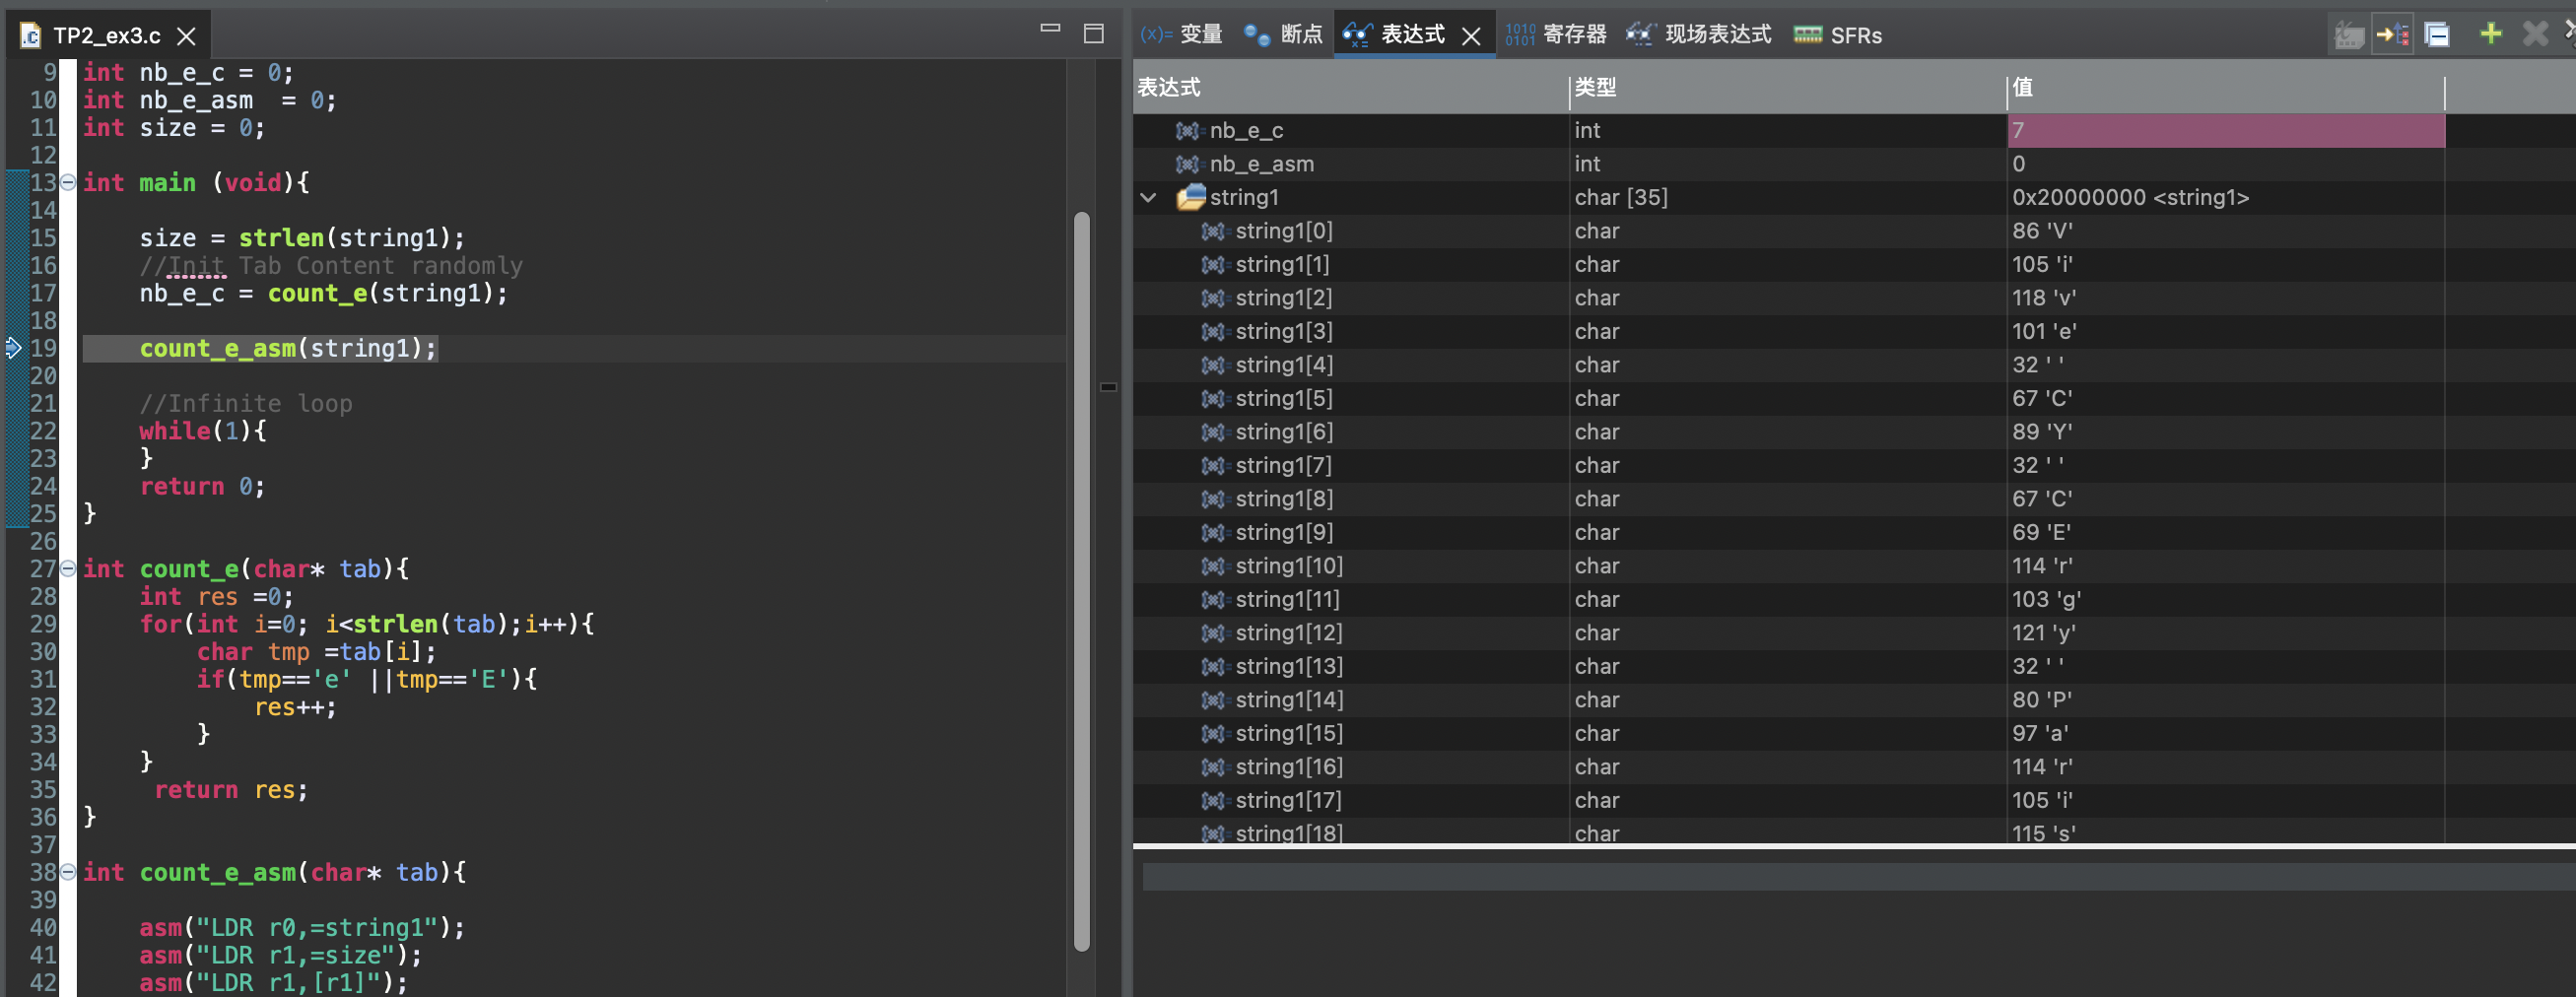 TP2_ex3.c
9 int nb_e_c = 0;
10 int nb_e_asm  = 0;
11 int size = 0;
12
13 int main (void){
14
15     size = strlen(string1);
16     //Init Tab Content randomly
17     nb_e_c = count_e(string1);
18
19     count_e_asm(string1);
20
21     //Infinite loop
22     while(1){
23     }
24     return 0;
25 }
26
27 int count_e(char* tab){
28     int res =0;
29     for(int i=0; i<strlen(tab);i++){
30         char tmp =tab[i];
31         if(tmp=='e' ||tmp=='E'){
32             res++;
33         }
34     }
35      return res;
36 }
37
38 int count_e_asm(char* tab){
39
40     asm("LDR r0,=string1");
41     asm("LDR r1,=size");
42     asm("LDR r1,[r1]");
(x)= 变量 断点 表达式 1010 0101 寄存器 现场表达式 SFRs
表达式 类型 值
nb_e_c int 7
nb_e_asm int 0
string1 char [35] 0x20000000 <string1>
string1[0] char 86 'V'
string1[1] char 105 'i'
string1[2] char 118 'v'
string1[3] char 101 'e'
string1[4] char 32 ' '
string1[5] char 67 'C'
string1[6] char 89 'Y'
string1[7] char 32 ' '
string1[8] char 67 'C'
string1[9] char 69 'E'
string1[10] char 114 'r'
string1[11] char 103 'g'
string1[12] char 121 'y'
string1[13] char 32 ' '
string1[14] char 80 'P'
string1[15] char 97 'a'
string1[16] char 114 'r'
string1[17] char 105 'i'
string1[18] char 115 's'